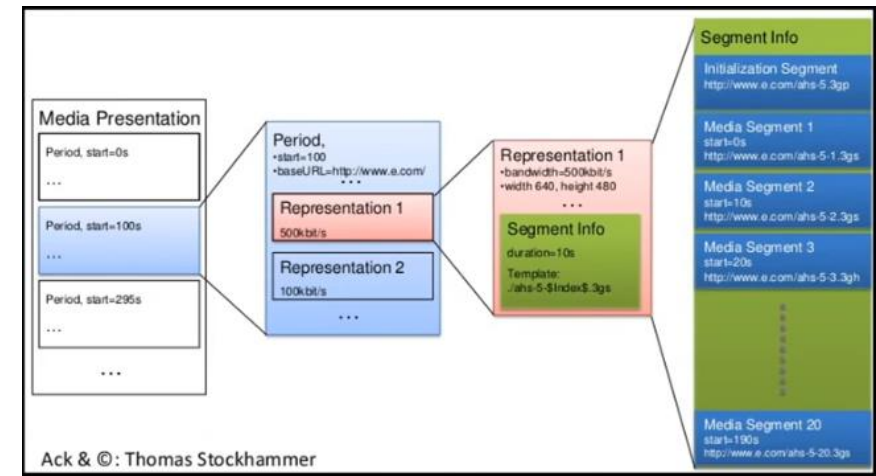 Media Presentation
Period, start=0s
...
Period, start=100s
...
Period, start=295s
...
...
Period,
•start=100
•baseURL=http://www.e.com/
...
Representation 1
500kbit/s
Representation 2
100kbit/s
...
Representation 1
•bandwidth=500kbit/s
•width 640, height 480
...
Segment Info
duration=10s
Template:
./ahs-5-$Index$.3gs
Segment Info
Initialization Segment
http://www.e.com/ahs-5.3gp
Media Segment 1
start=0s
http://www.e.com/ahs-5-1.3gs
Media Segment 2
start=10s
http://www.e.com/ahs-5-2.3gs
Media Segment 3
start=20s
http://www.e.com/ahs-5-3.3gh
Media Segment 20
start=190s
http://www.e.com/ahs-5-20.3gs
Ack & ©: Thomas Stockhammer